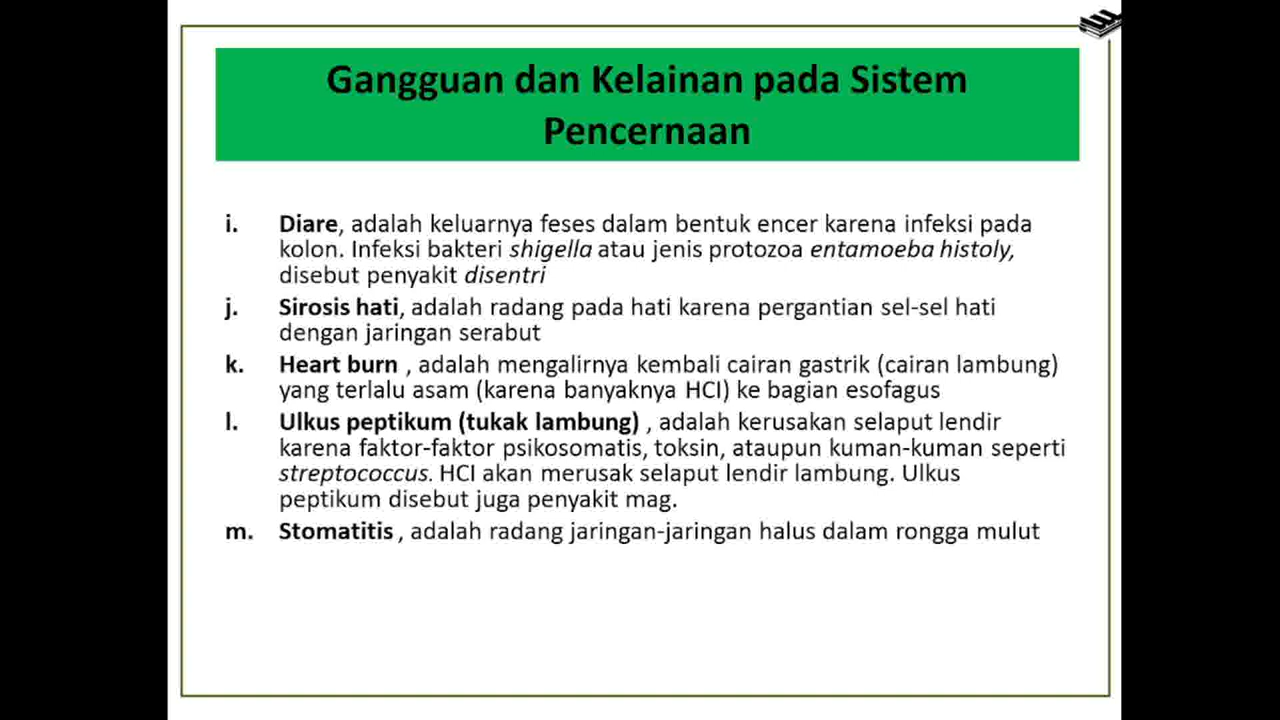 Gangguan dan Kelainan pada Sistem
Pencernaan
i. Diare, adalah keluarnya feses dalam bentuk encer karena infeksi pada
kolon. Infeksi bakteri shigella atau jenis protozoa entamoeba histoly,
disebut penyakit disentri
j. Sirosis hati, adalah radang pada hati karena pergantian sel-sel hati
dengan jaringan serabut
k. Heart burn , adalah mengalirnya kembali cairan gastrik (cairan lambung)
yang terlalu asam (karena banyaknya HCI) ke bagian esofagus
l. Ulkus peptikum (tukak lambung) , adalah kerusakan selaput lendir
karena faktor-faktor psikosomatis, toksin, ataupun kuman-kuman seperti
streptococcus. HCI akan merusak selaput lendir lambung. Ulkus
peptikum disebut juga penyakit mag.
m. Stomatitis , adalah radang jaringan-jaringan halus dalam rongga mulut